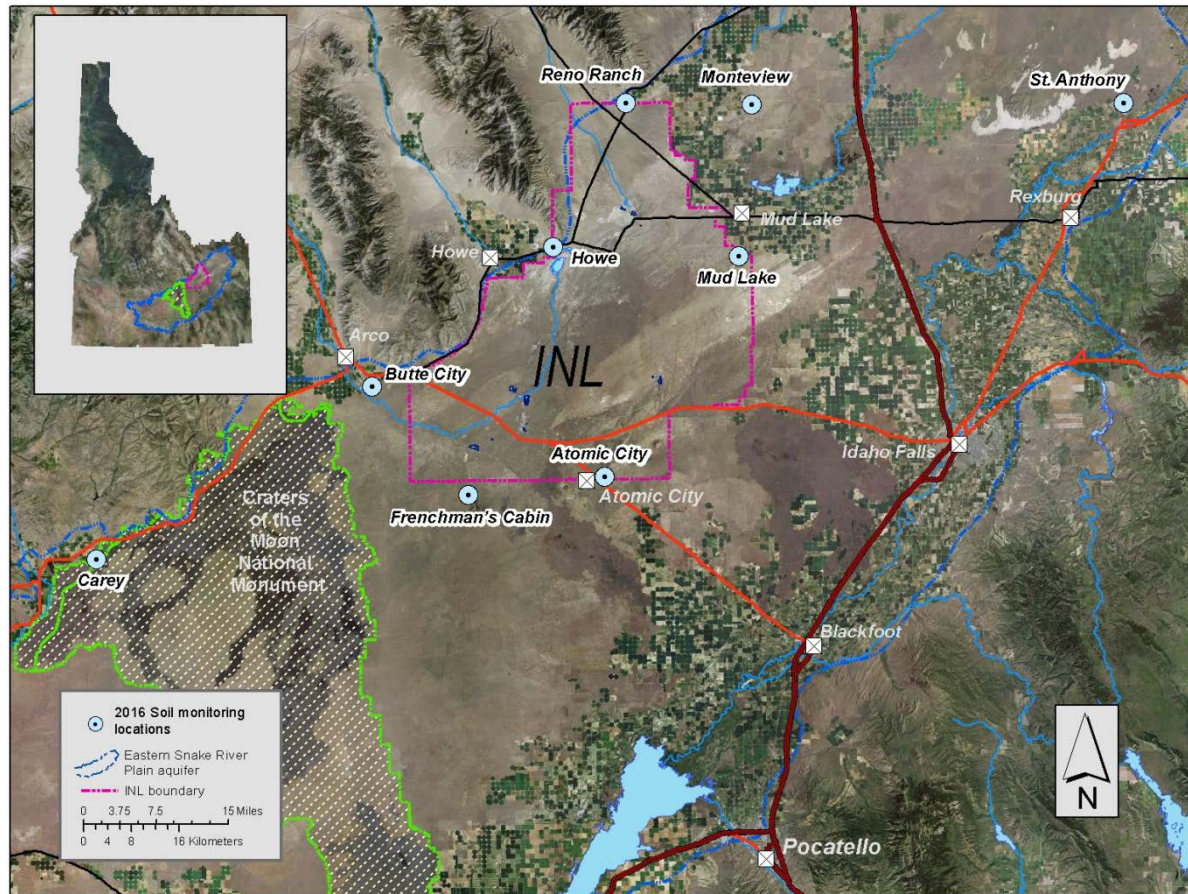 Reno Ranch
Monteview
St. Anthony
Rexburg
Mud Lake
Howe
Howe
Mud Lake
Arco
Butte City
INL
Idaho Falls
Atomic City
Atomic City
Frenchman's Cabin
Craters
of the
Moon
National
Monument
Carey
Blackfoot
2016 Soil monitoring
locations
Eastern Snake River
Plain aquifer
INL boundary
0 3.75 7.5 15 Miles
0 4 8 16 Kilometers
N
Pocatello